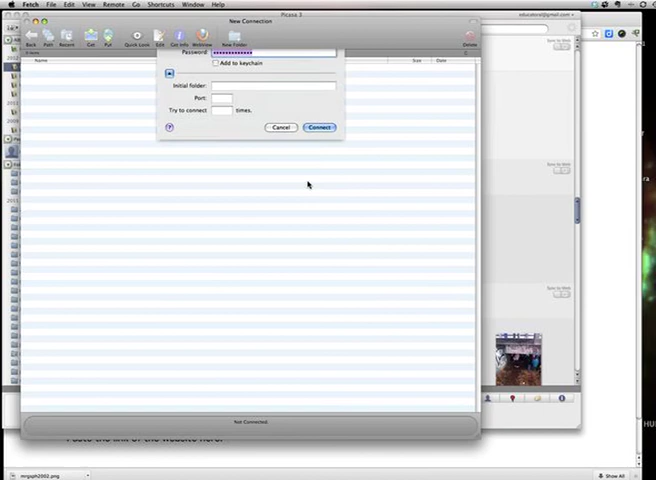 Fetch File Edit View Remote Go Shortcuts Window Help
Picasa 3
New Connection
educatoral@gmail.com
Back Path Recent Get Put Quick Look Edit Get Info WebView New Folder Delete
Name Size Date
Password:
Add to keychain
Initial folder:
Port:
Try to connect times.
? Cancel Connect
Sync to Web
Sync to Web
Sync to Web
Not Connected.
Paste the link of the website here.
mrgsph2002.png Show All